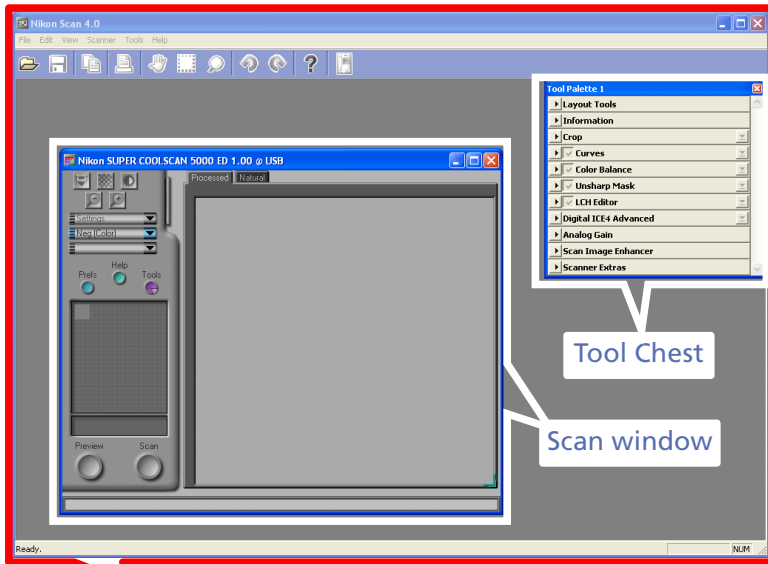 Nikon Scan 4.0
File Edit View Scanner Tools Help
Tool Palette 1
Layout Tools
Information
Crop
Curves
Color Balance
Unsharp Mask
LCH Editor
Digital ICE4 Advanced
Analog Gain
Scan Image Enhancer
Scanner Extras
Nikon SUPER COOLSCAN 5000 ED 1.00 @ USB
Processed Natural
Settings
Neg (Color)
Prefs Help Tools
Preview Scan
Tool Chest
Scan window
Ready. NUM